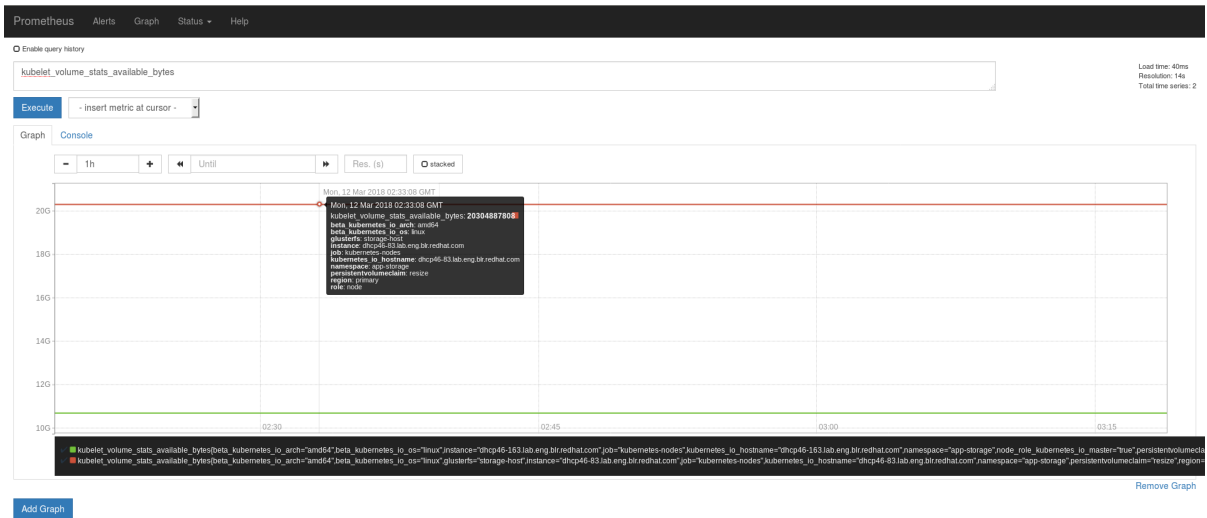 Prometheus Alerts Graph Status Help
Enable query history
kubelet_volume_stats_available_bytes
Load time: 40ms
Resolution: 14s
Total time series: 2
Execute - insert metric at cursor -
Graph Console
1h Until Res. (s) stacked
Mon, 12 Mar 2018 02:33:08 GMT
Mon, 12 Mar 2018 02:33:08 GMT
kubelet_volume_stats_available_bytes: 20304887808
beta_kubernetes_io_arch: amd64
beta_kubernetes_io_os: linux
glusterfs: storage-host
instance: dhcp46-83.lab.eng.blr.redhat.com
job: kubernetes-nodes
kubernetes_io_hostname: dhcp46-83.lab.eng.blr.redhat.com
namespace: app-storage
persistentvolumeclaim: resize
region: primary
role: node
20G
18G
16G
14G
12G
10G
02:30 02:45 03:00 03:15
kubelet_volume_stats_available_bytes{beta_kubernetes_io_arch="amd64",beta_kubernetes_io_os="linux",instance="dhcp46-163.lab.eng.blr.redhat.com",job="kubernetes-nodes",kubernetes_io_hostname="dhcp46-163.lab.eng.blr.redhat.com",namespace="app-storage",node_role_kubernetes_io_master="true",persistentvolumecla
kubelet_volume_stats_available_bytes{beta_kubernetes_io_arch="amd64",beta_kubernetes_io_os="linux",glusterfs="storage-host",instance="dhcp46-83.lab.eng.blr.redhat.com",job="kubernetes-nodes",kubernetes_io_hostname="dhcp46-83.lab.eng.blr.redhat.com",namespace="app-storage",persistentvolumeclaim="resize",region=
Remove Graph
Add Graph